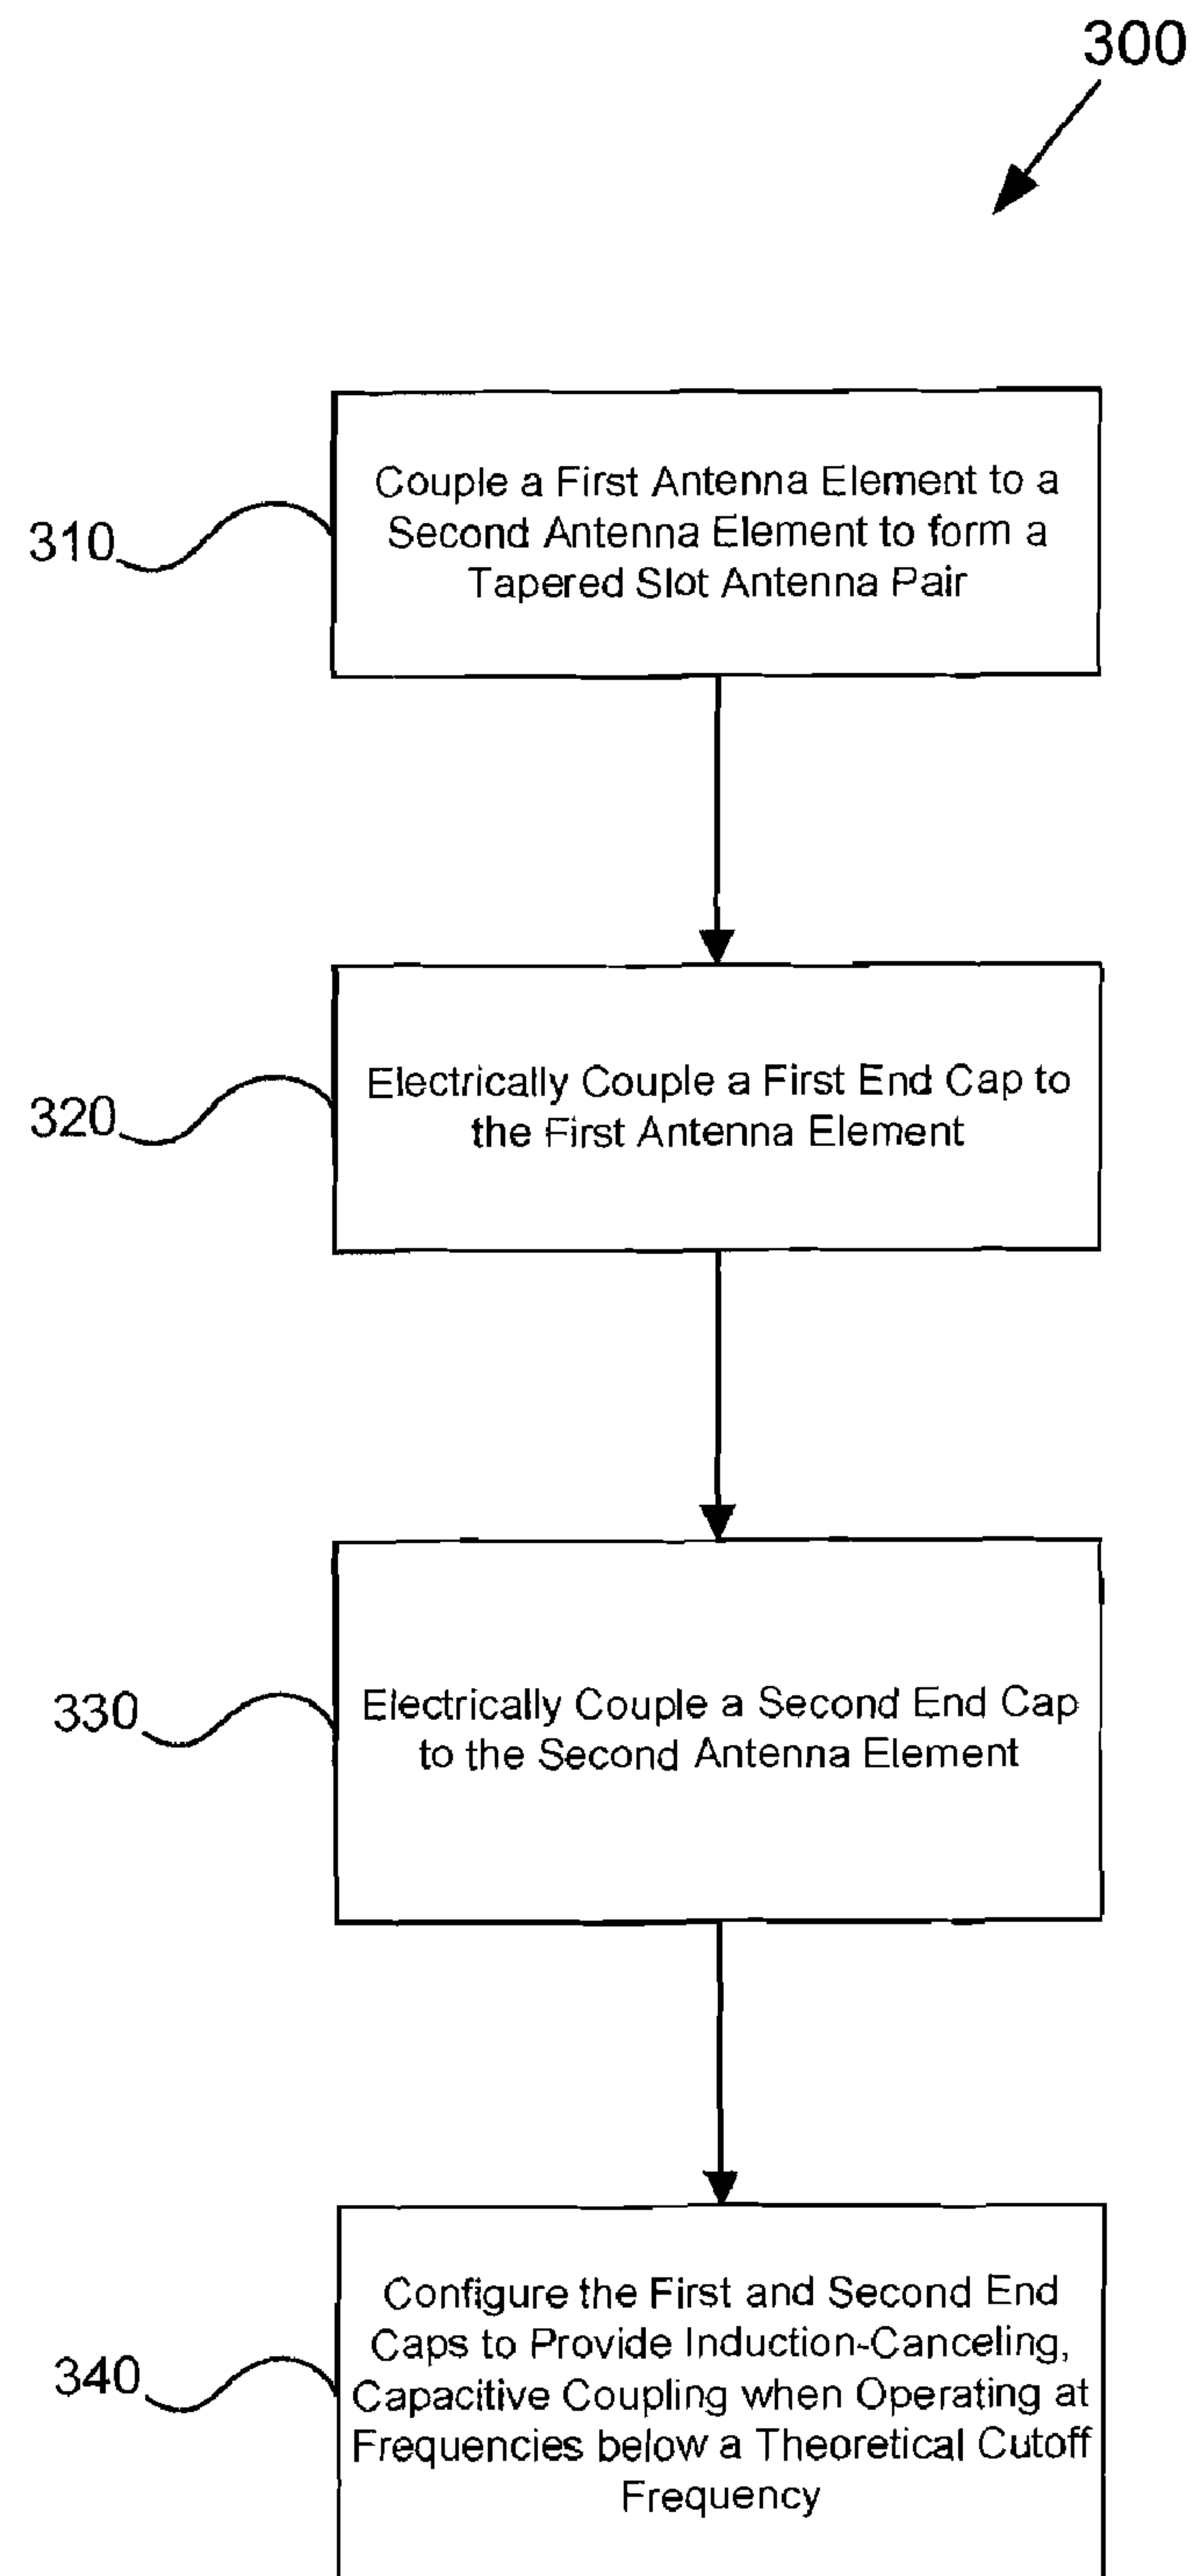 300
310
Couple a First Antenna Element to a
Second Antenna Element to form a
Tapered Slot Antenna Pair
320
Electrically Couple a First End Cap to
the First Antenna Element
330
Electrically Couple a Second End Cap
to the Second Antenna Element
340
Configure the First and Second End
Caps to Provide Induction-Canceling,
Capacitive Coupling when Operating at
Frequencies below a Theoretical Cutoff
Frequency